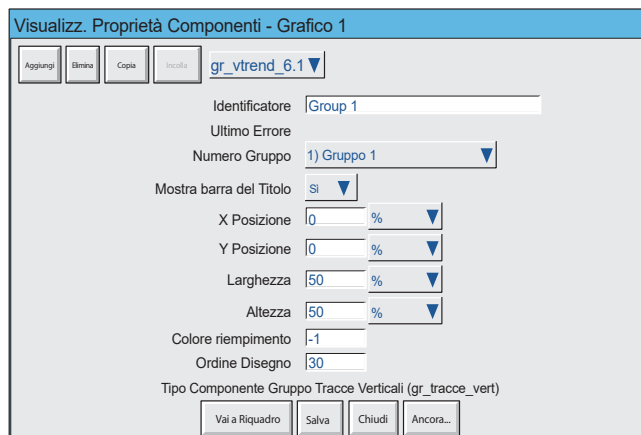 Visualizz. Proprietà Componenti - Grafico 1
Aggiungi Elimina Copia Incolla gr_vtrend_6.1
Identificatore Group 1
Ultimo Errore
Numero Gruppo 1) Gruppo 1
Mostra barra del Titolo Sì
X Posizione 0 %
Y Posizione 0 %
Larghezza 50 %
Altezza 50 %
Colore riempimento -1
Ordine Disegno 30
Tipo Componente Gruppo Tracce Verticali (gr_tracce_vert)
Vai a Riquadro Salva Chiudi Ancora...